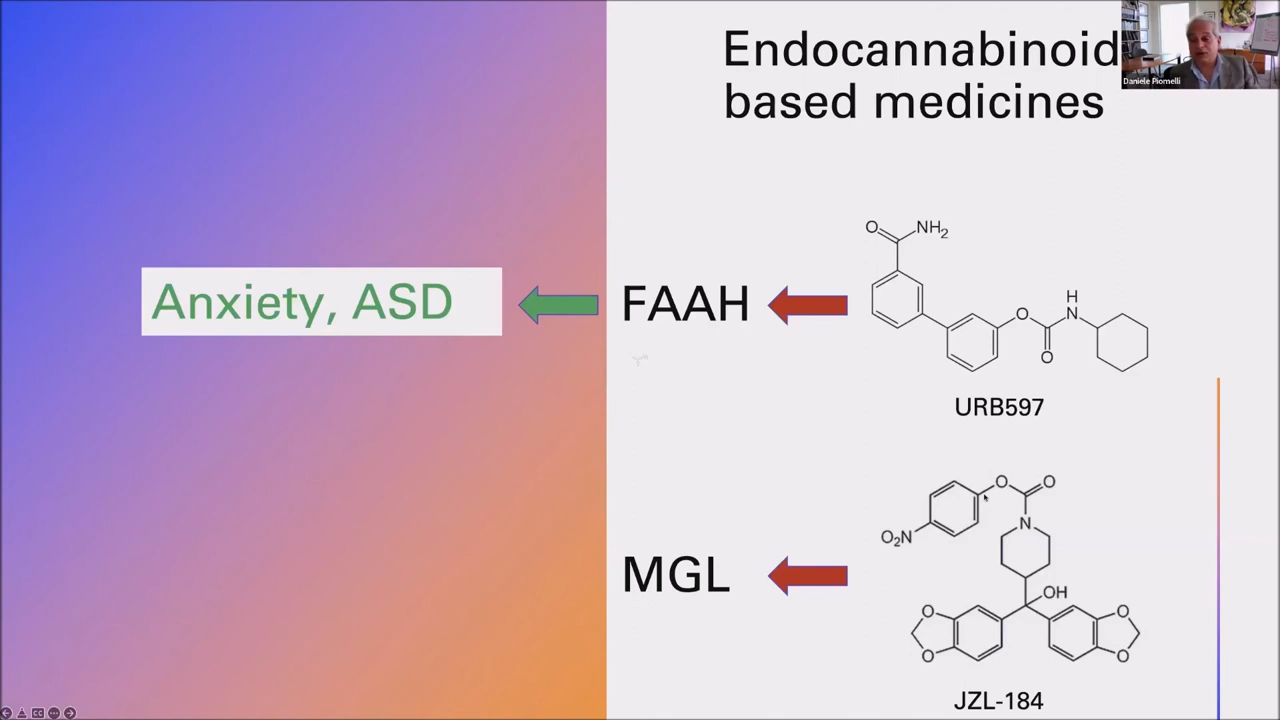 Endocannabinoid
based medicines
Daniele Piomelli
O
NH2
Anxiety, ASD
FAAH
O
H
N
O
URB597
O
O
O2N
N
MGL
OH
O
O
O
O
JZL-184